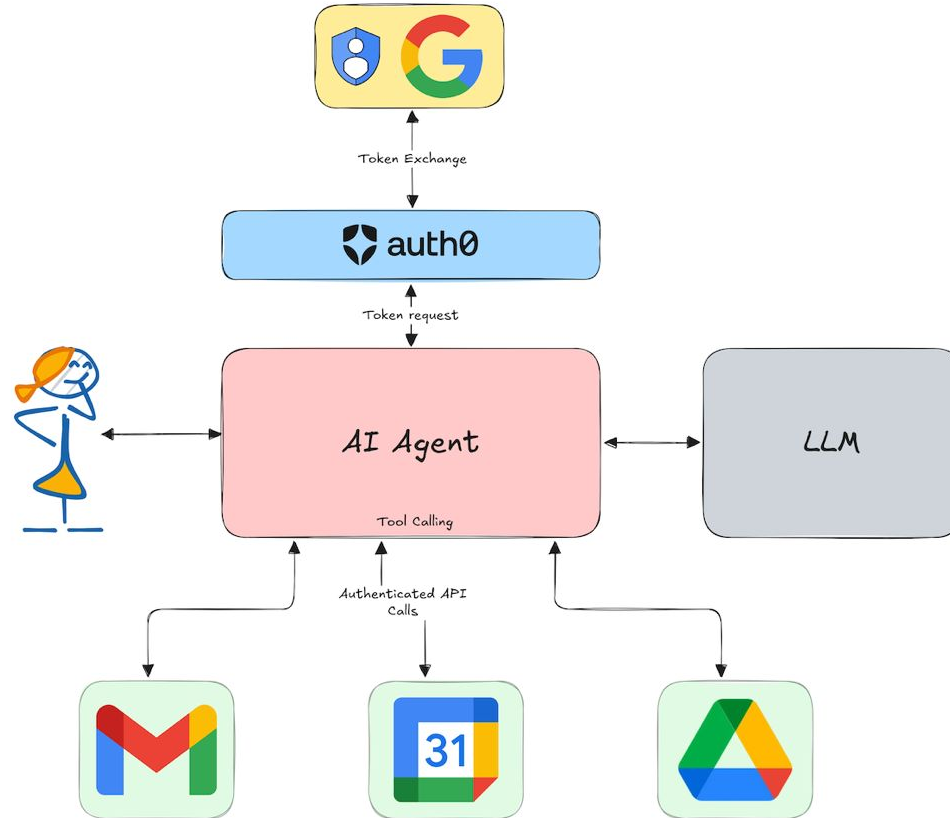 Token Exchange
auth0
Token request
AI Agent
LLM
Tool Calling
Authenticated API
Calls
31